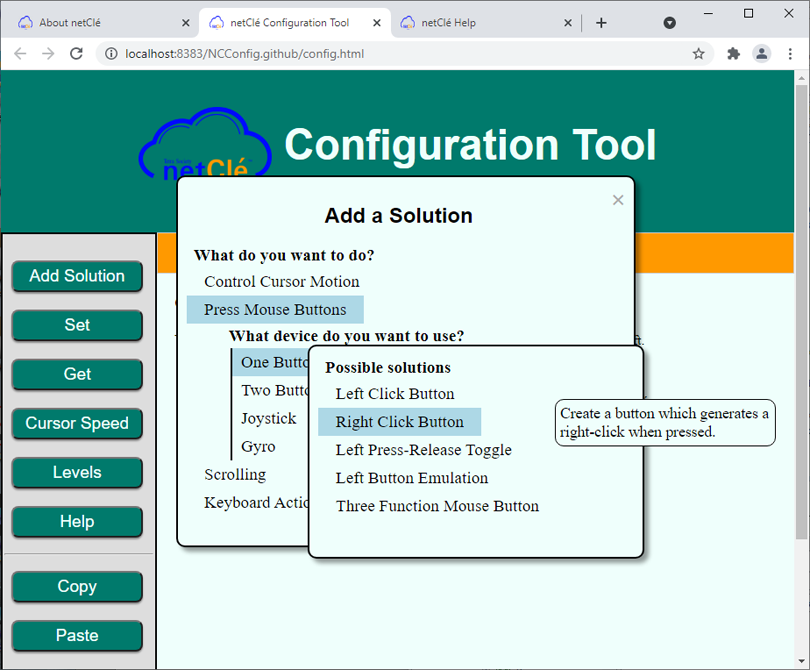 About netClé
netClé Configuration Tool
netClé Help
localhost:8383/NCConfig.github/config.html
netClé
Configuration Tool
Add a Solution
What do you want to do?
Control Cursor Motion
Press Mouse Buttons
What device do you want to use?
One Butto
Two Butto
Joystick
Gyro
Scrolling
Keyboard Actio
Possible solutions
Left Click Button
Right Click Button
Left Press-Release Toggle
Left Button Emulation
Three Function Mouse Button
Create a button which generates a
right-click when pressed.
Add Solution
Set
Get
Cursor Speed
Levels
Help
Copy
Paste